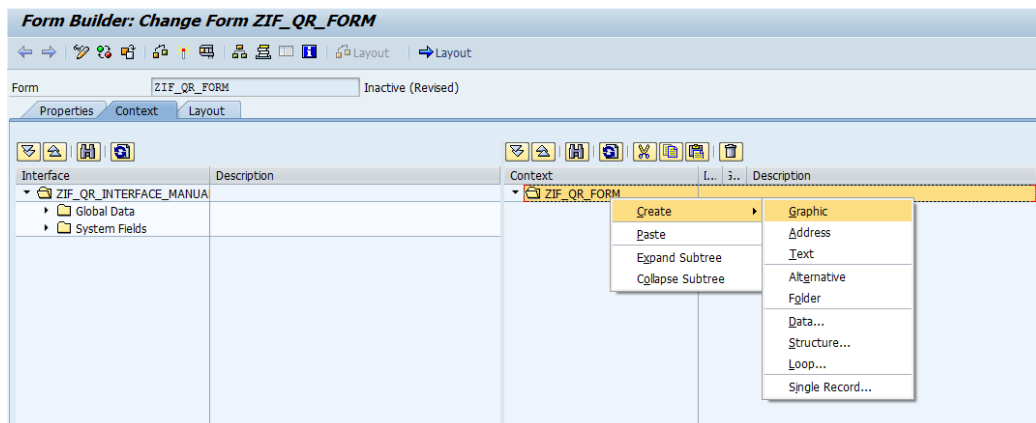 Form Builder: Change Form ZIF_QR_FORM
Layout Layout
Form ZIF_QR_FORM Inactive (Revised)
Properties Context Layout
Interface Description
ZIF_QR_INTERFACE_MANUA
Global Data
System Fields
Context I... S.. Description
ZIF_QR_FORM
Create
Paste
Expand Subtree
Collapse Subtree
Graphic
Address
Text
Alternative
Folder
Data...
Structure...
Loop...
Single Record...